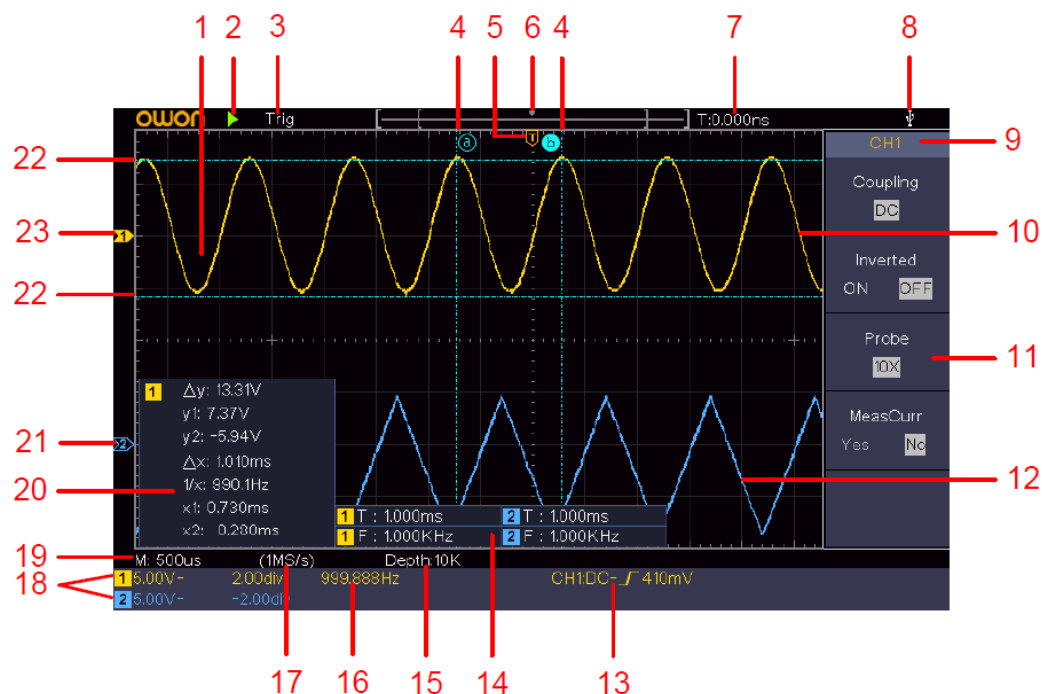 1 2 3 4 5 6 4 7 8
owon Trig T T:0.000ns
a b
22
CH1 9
Coupling
DC
23 1 10
Inverted
ON OFF
22
Probe 11
10X
1 Δy: 13.31V
y1: 7.37V
y2: -5.94V
Δx: 1.010ms
1/x: 990.1Hz
x1: 0.730ms
x2: -0.280ms
MeasCurr
Yes No
21 2
20 12
1 T : 1.000ms 2 T : 1.000ms
1 F : 1.000KHz 2 F : 1.000KHz
19 M: 500us (1MS/s) Depth:10K
18 1 5.00V- 2.00div 999.888Hz CH1:DC- 410mV
2 5.00V- -2.00div
17 16 15 14 13